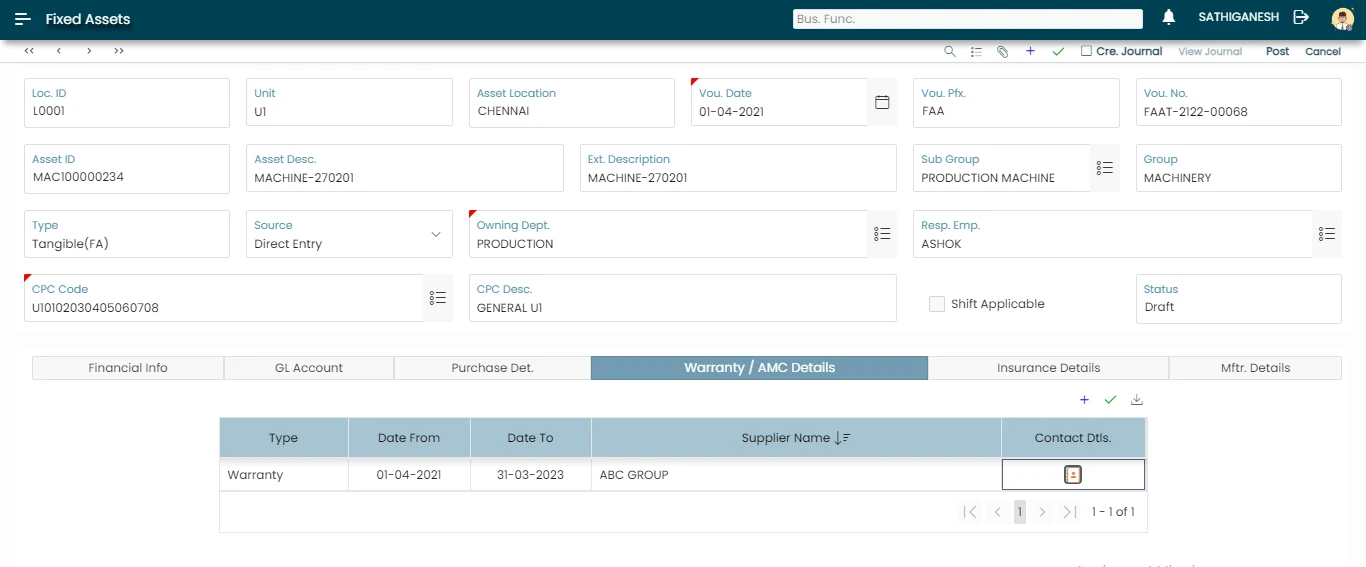 Fixed Assets
Bus. Func.
SATHIGANESH
Cre. Journal
View Journal
Post
Cancel
Loc. ID
L0001
Unit
U1
Asset Location
CHENNAI
Vou. Date
01-04-2021
Vou. Pfx.
FAA
Vou. No.
FAAT-2122-00068
Asset ID
MAC100000234
Asset Desc.
MACHINE-270201
Ext. Description
MACHINE-270201
Sub Group
PRODUCTION MACHINE
Group
MACHINERY
Type
Tangible(FA)
Source
Direct Entry
Owning Dept.
PRODUCTION
Resp. Emp.
ASHOK
CPC Code
U10102030405060708
CPC Desc.
GENERAL U1
Shift Applicable
Status
Draft
Financial Info
GL Account
Purchase Det.
Warranty / AMC Details
Insurance Details
Mftr. Details
Type
Date From
Date To
Supplier Name
Contact Dtls.
Warranty
01-04-2021
31-03-2023
ABC GROUP
1
1 - 1 of 1